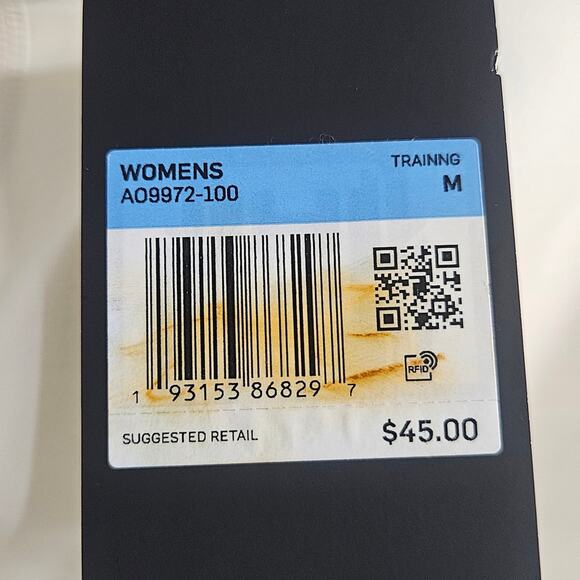 WOMENS
AO9972-100
TRAINNG
M
RFID
1 93153 86829 7
SUGGESTED RETAIL
$45.00